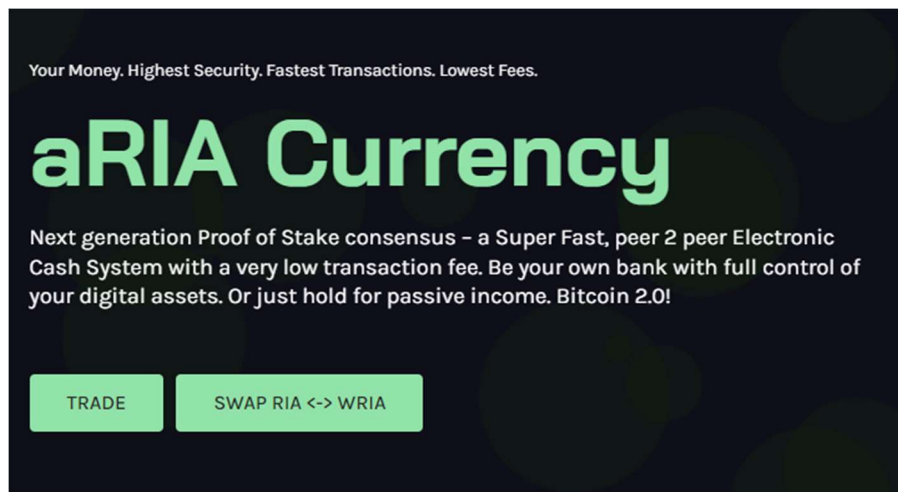 Your Money. Highest Security. Fastest Transactions. Lowest Fees.
aRIA Currency
Next generation Proof of Stake consensus – a Super Fast, peer 2 peer Electronic
Cash System with a very low transaction fee. Be your own bank with full control of
your digital assets. Or just hold for passive income. Bitcoin 2.0!
TRADE
SWAP RIA <-> WRIA